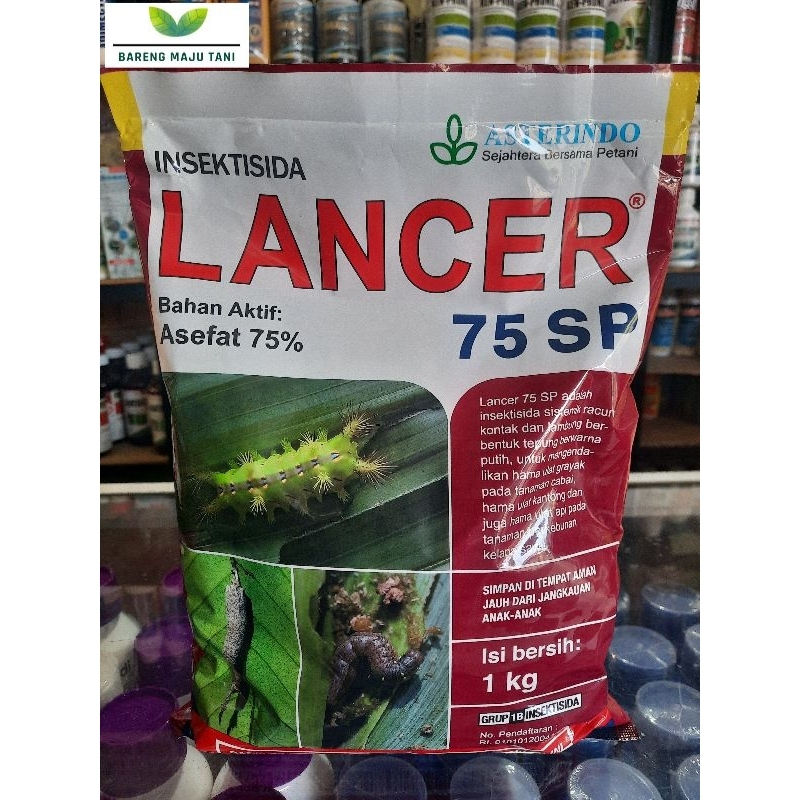 BARENG MAJU TANI
ASTERINDO
Sejahtera Bersama Petani
INSEKTISIDA
LANCER®
Bahan Aktif:
Asefat 75%
75 SP
Lancer 75 SP adalah
insektisida sistemik racun
kontak dan lambung ber-
bentuk tepung berwarna
putih, untuk mengenda-
likan hama ulat grayak
pada tanaman cabai,
hama ulat kantong dan
juga hama ulat api pada
tanaman
kelapa
SIMPAN DI TEMPAT AMAN
JAUH DARI JANGKAUAN
ANAK-ANAK
Isi bersih:
1 kg
GRUP 1B INSEKTISIDA
No. Pendaftaran :